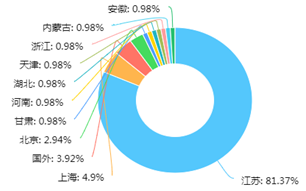 安徽: 0.98%
内蒙古: 0.98%
浙江: 0.98%
天津: 0.98%
湖北: 0.98%
河南: 0.98%
甘肃: 0.98%
北京: 2.94%
国外: 3.92%
上海: 4.9%
江苏: 81.37%